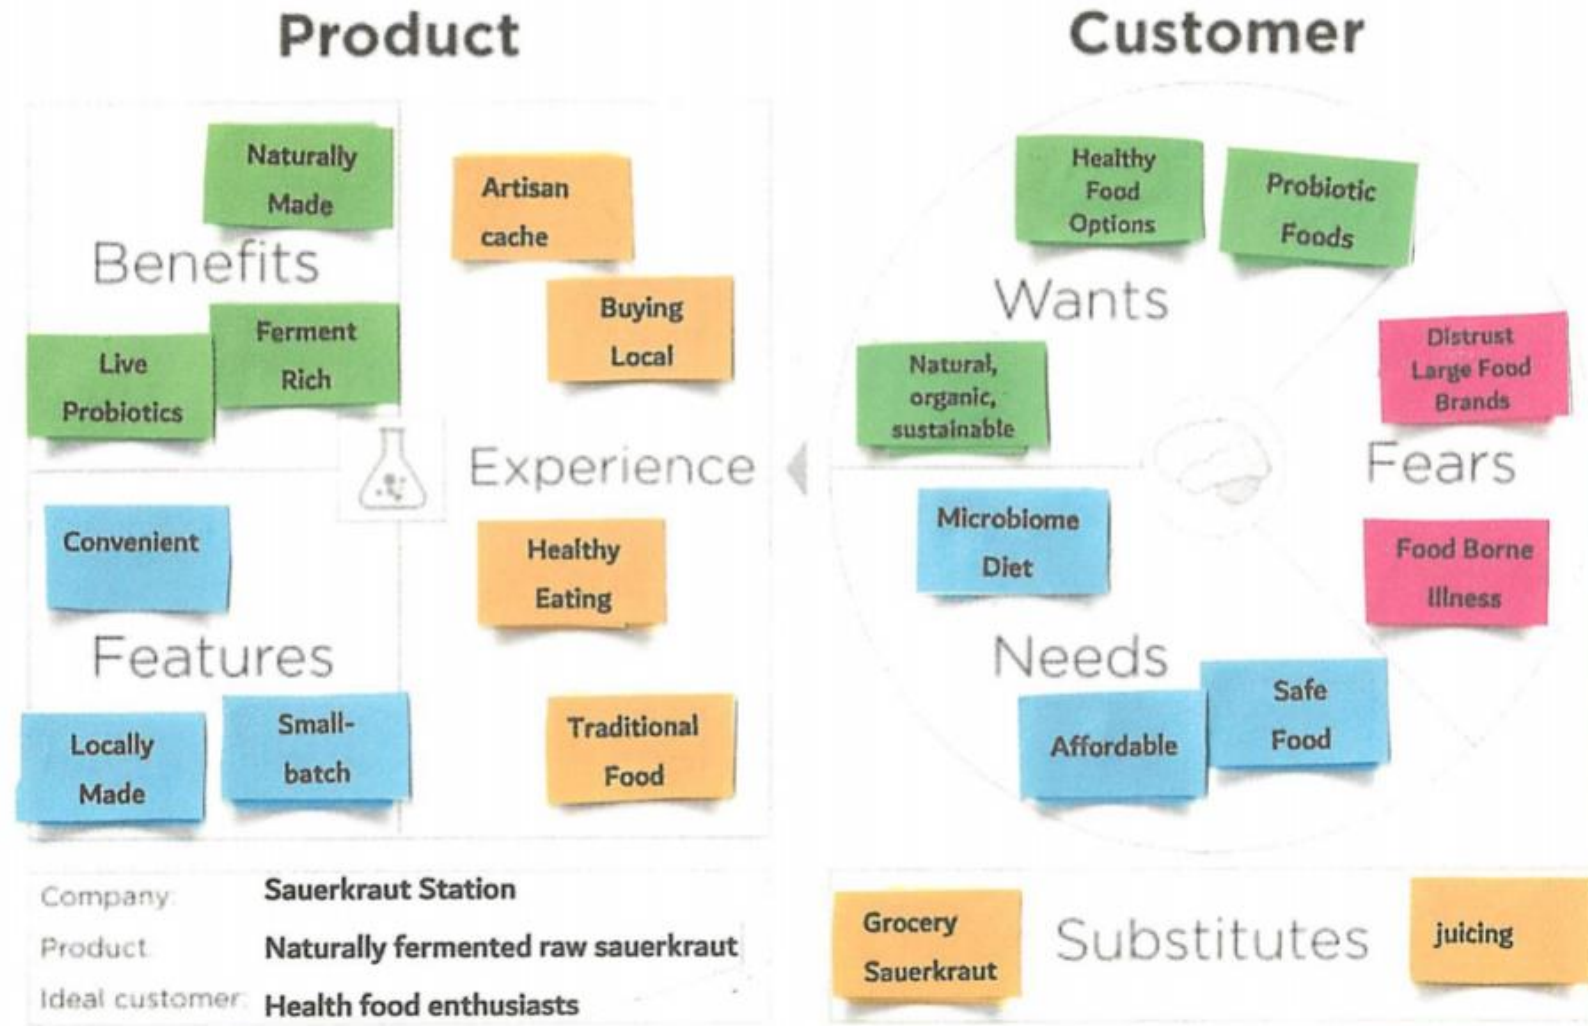 Product
Naturally
Made
Benefits
Live
Probiotics
Ferment
Rich
Artisan
cache
Buying
Local
Experience
Healthy
Eating
Traditional
Food
Convenient
Features
Locally
Made
Small-
batch
Customer
Healthy
Food
Options
Probiotic
Foods
Wants
Natural,
organic,
sustainable
Distrust
Large Food
Brands
Fears
Food Borne
Illness
Microbiome
Diet
Needs
Affordable
Safe
Food
Company: Sauerkraut Station
Product Naturally fermented raw sauerkraut
Ideal customer: Health food enthusiasts
Grocery
Sauerkraut
Substitutes
juicing